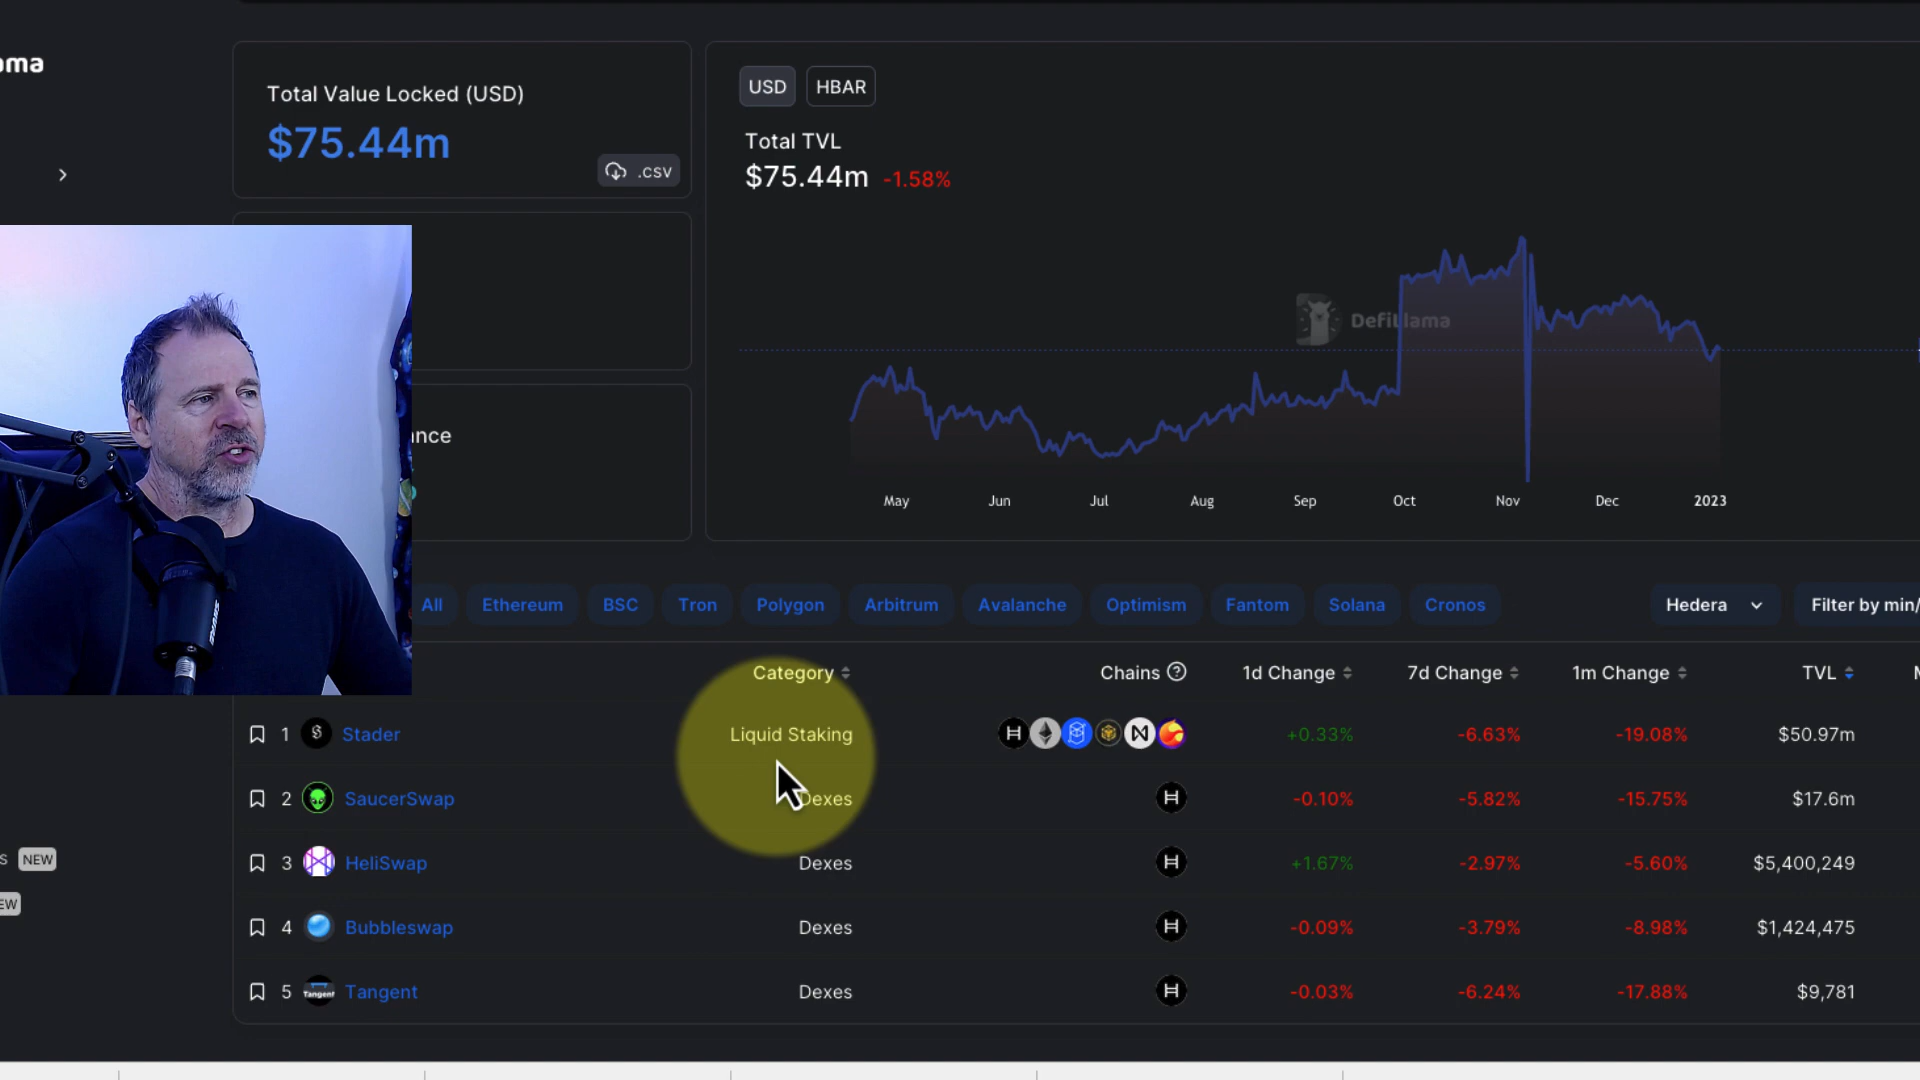 ama
Total Value Locked (USD)
$75.44m
.csv
USD
HBAR
Total TVL
$75.44m -1.58%
DefiLlama
nce
May Jun Jul Aug Sep Oct Nov Dec 2023
All Ethereum BSC Tron Polygon Arbitrum Avalanche Optimism Fantom Solana Cronos Hedera Filter by min/
Category Chains 1d Change 7d Change 1m Change TVL M
1 Stader Liquid Staking +0.33% -6.63% -19.08% $50.97m
2 SaucerSwap Dexes -0.10% -5.82% -15.75% $17.6m
3 HeliSwap Dexes +1.67% -2.97% -5.60% $5,400,249
4 Bubbleswap Dexes -0.09% -3.79% -8.98% $1,424,475
5 Tangent Tangent Dexes -0.03% -6.24% -17.88% $9,781
s NEW
EW